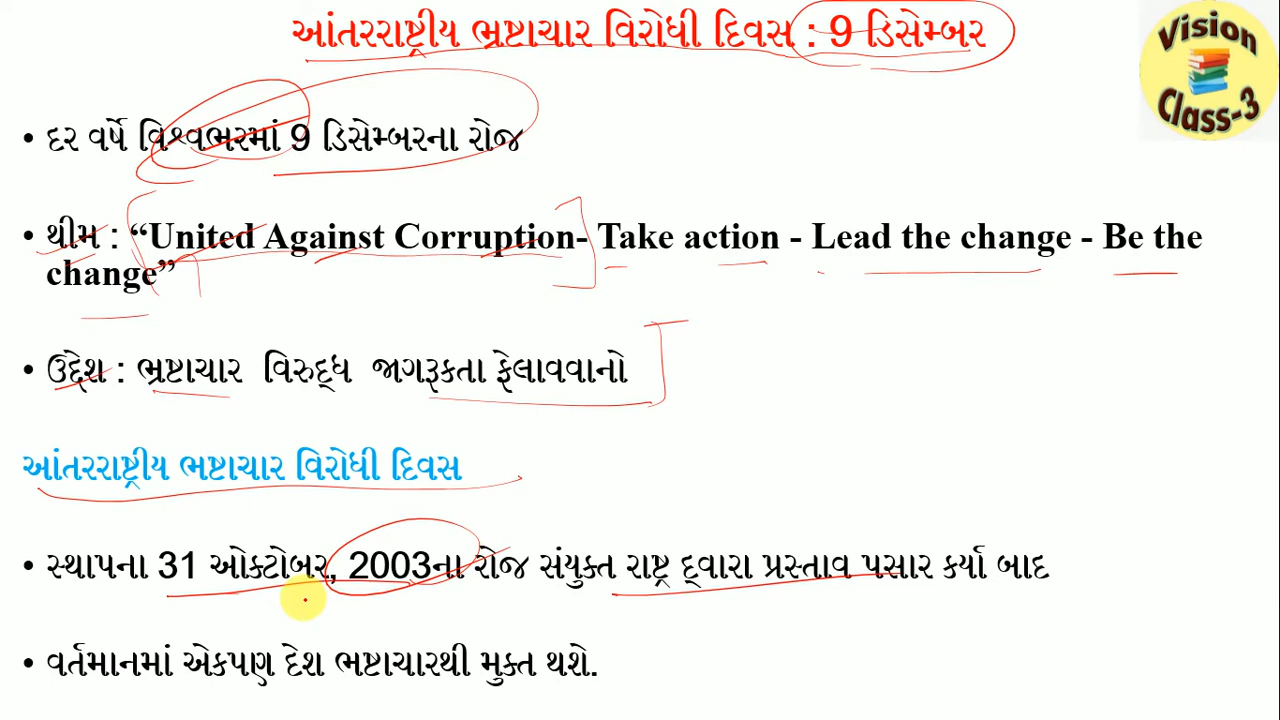 આંતરરાષ્ટ્રીય ભ્રષ્ટાચાર વિરોધી દિવસ : 9 ડિસેમ્બર
Vision
Class-3
• દર વર્ષે વિશ્વભરમાં 9 ડિસેમ્બરના રોજ
• થીમ : “United Against Corruption- Take action - Lead the change - Be the
change”
• ઉદ્દેશ : ભ્રષ્ટાચાર વિરુદ્ધ જાગરૂકતા ફેલાવવાનો
આંતરરાષ્ટ્રીય ભષ્ટાચાર વિરોધી દિવસ
• સ્થાપના 31 ઓક્ટોબર, 2003ના રોજ સંયુક્ત રાષ્ટ્ર દ્વારા પ્રસ્તાવ પસાર કર્યા બાદ
• વર્તમાનમાં એકપણ દેશ ભષ્ટાચારથી મુક્ત થશે.